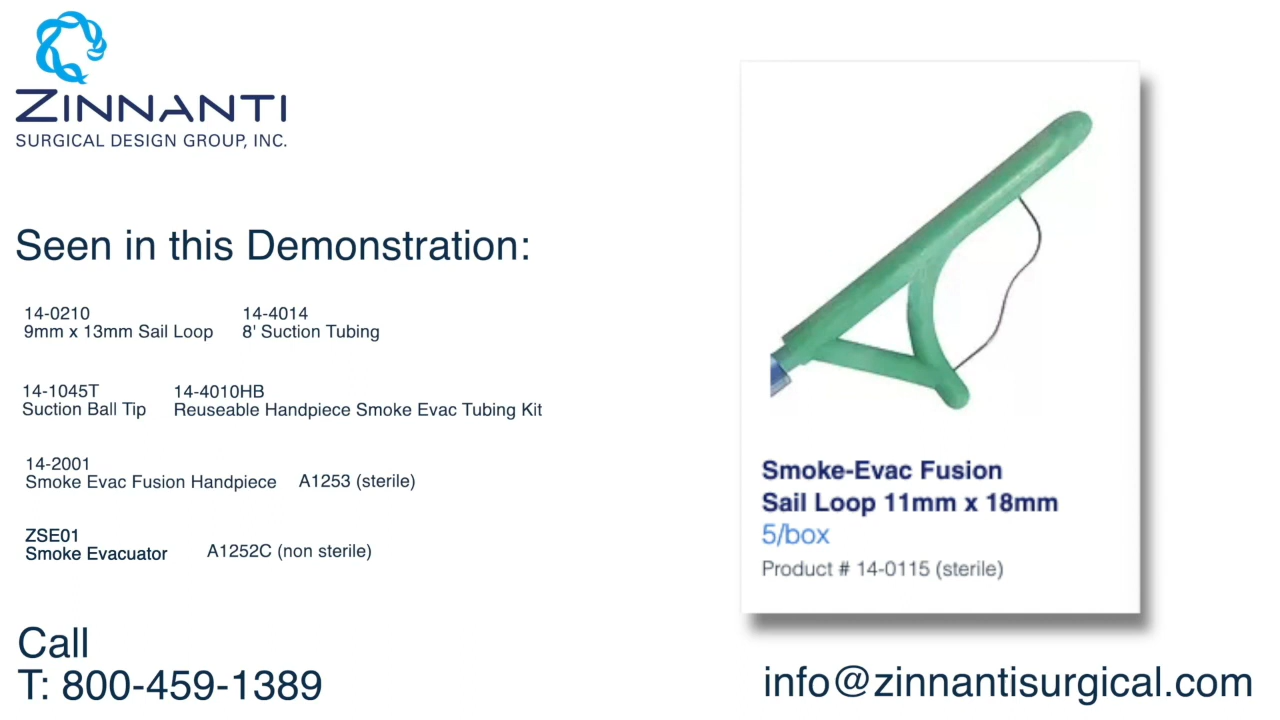 ZINNANTI
SURGICAL DESIGN GROUP, INC.
Seen in this Demonstration:
14-0210
9mm x 13mm Sail Loop
14-4014
8' Suction Tubing
14-1045T
Suction Ball Tip
14-4010HB
Reuseable Handpiece Smoke Evac Tubing Kit
14-2001
Smoke Evac Fusion Handpiece
A1253 (sterile)
ZSE01
Smoke Evacuator
A1252C (non sterile)
Call
T: 800-459-1389
Smoke-Evac Fusion
Sail Loop 11mm x 18mm
5/box
Product # 14-0115 (sterile)
info@zinnantisurgical.com